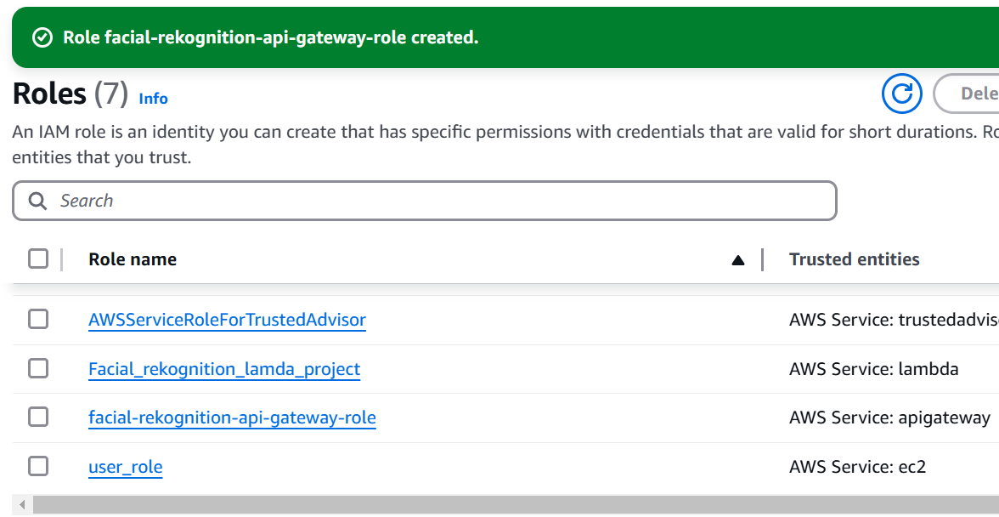 Role facial-rekognition-api-gateway-role created.
Roles (7) Info
Dele
An IAM role is an identity you can create that has specific permissions with credentials that are valid for short durations. Ro
entities that you trust.
Search
Role name Trusted entities
AWSServiceRoleForTrustedAdvisor AWS Service: trustedadvis
Facial_rekognition_lamda_project AWS Service: lambda
facial-rekognition-api-gateway-role AWS Service: apigateway
user_role AWS Service: ec2